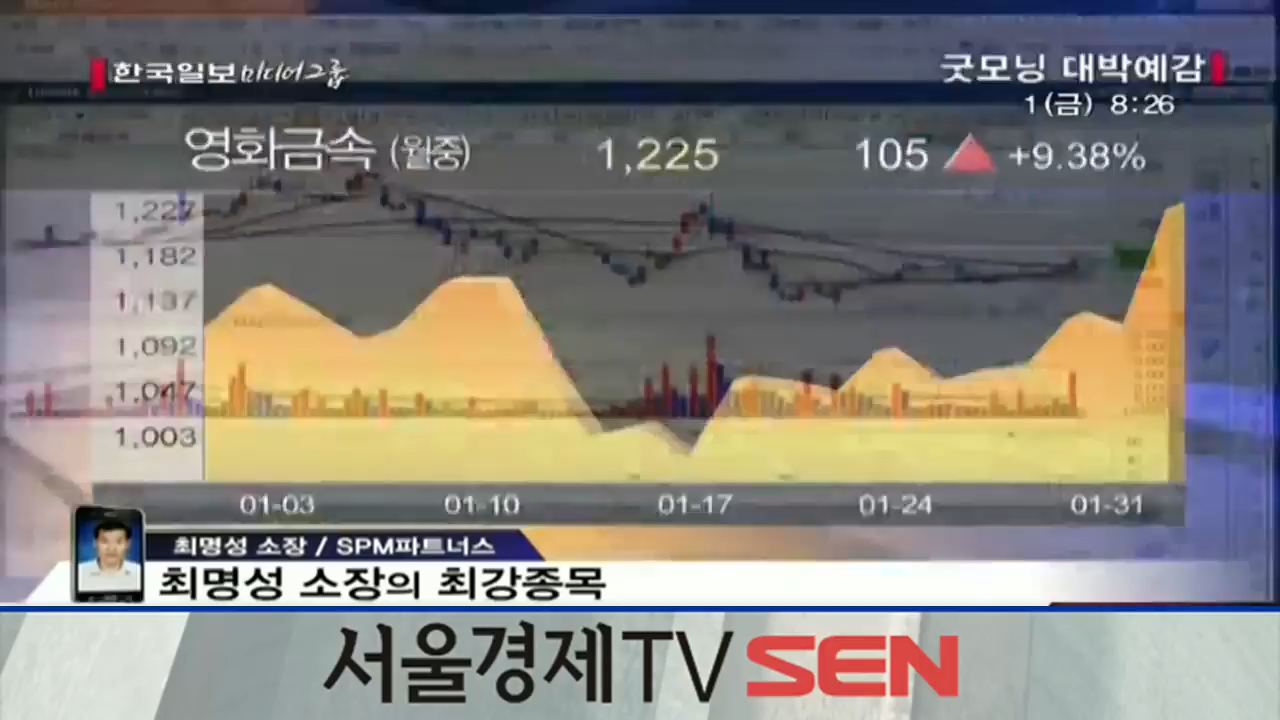 한국일보 미디어그룹
굿모닝 대박예감
1(금) 8:26
영화금속 (월중) 1,225 105 ▲ +9.38%
1,227
1,182
1,137
1,092
1,047
1,003
01-03 01-10 01-17 01-24 01-31
최명성 소장 / SPM파트너스
최명성 소장의 최강종목
서울경제TV SEN